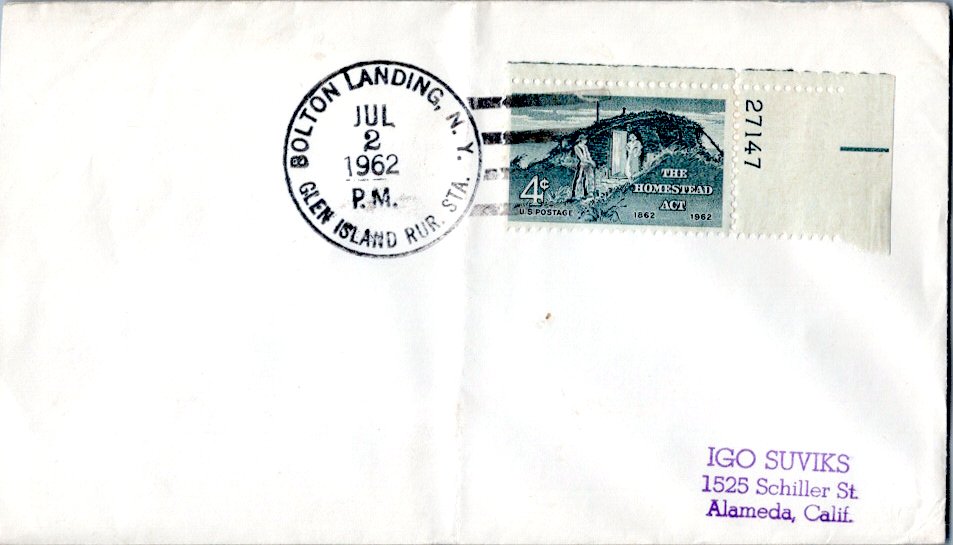 BOLTON LANDING, N. Y.
JUL
2
1962
P.M.
GLEN ISLAND RUR. STA.
4¢
U.S. POSTAGE
THE
HOMESTEAD
ACT
1862 1962
27147
IGO SUVIKS
1525 Schiller St.
Alameda, Calif.